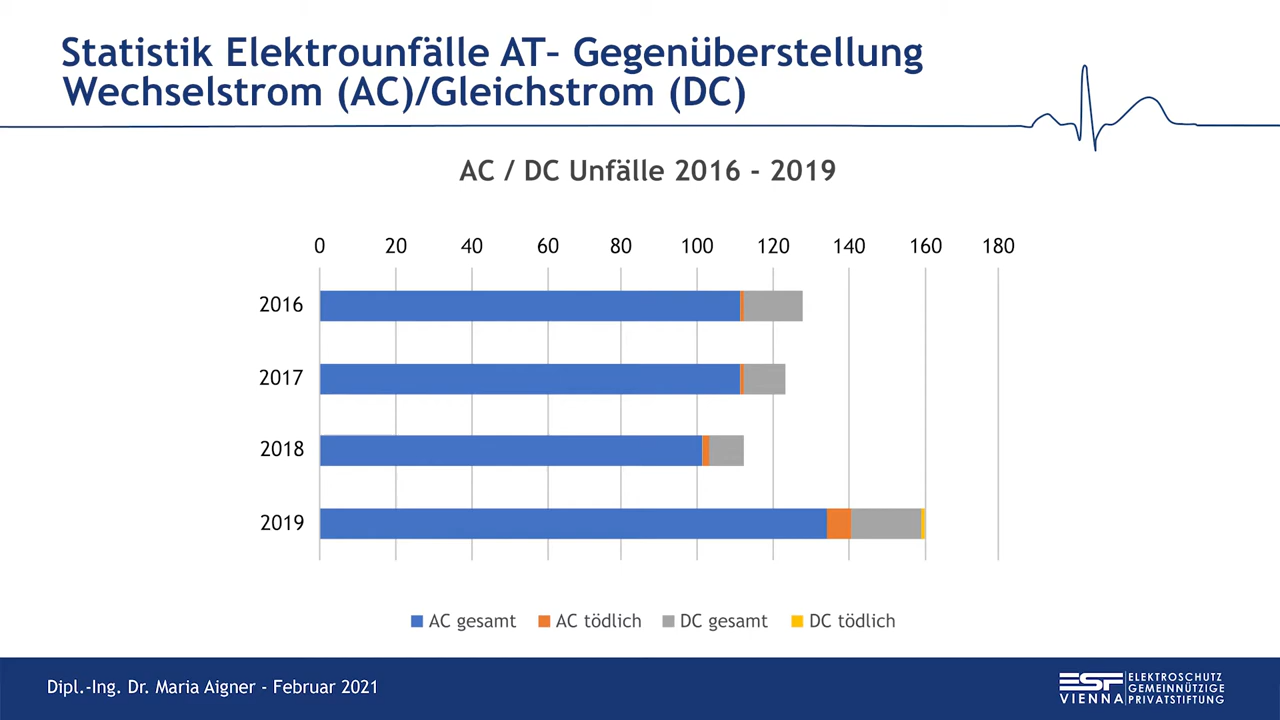 Statistik Elektrounfälle AT– Gegenüberstellung
Wechselstrom (AC)/Gleichstrom (DC)
AC / DC Unfälle 2016 - 2019
0 20 40 60 80 100 120 140 160 180
2016
2017
2018
2019
AC gesamt AC tödlich DC gesamt DC tödlich
Dipl.-Ing. Dr. Maria Aigner - Februar 2021
ESF VIENNA
ELEKTROSCHUTZ
GEMEINNÜTZIGE
PRIVATSTIFTUNG